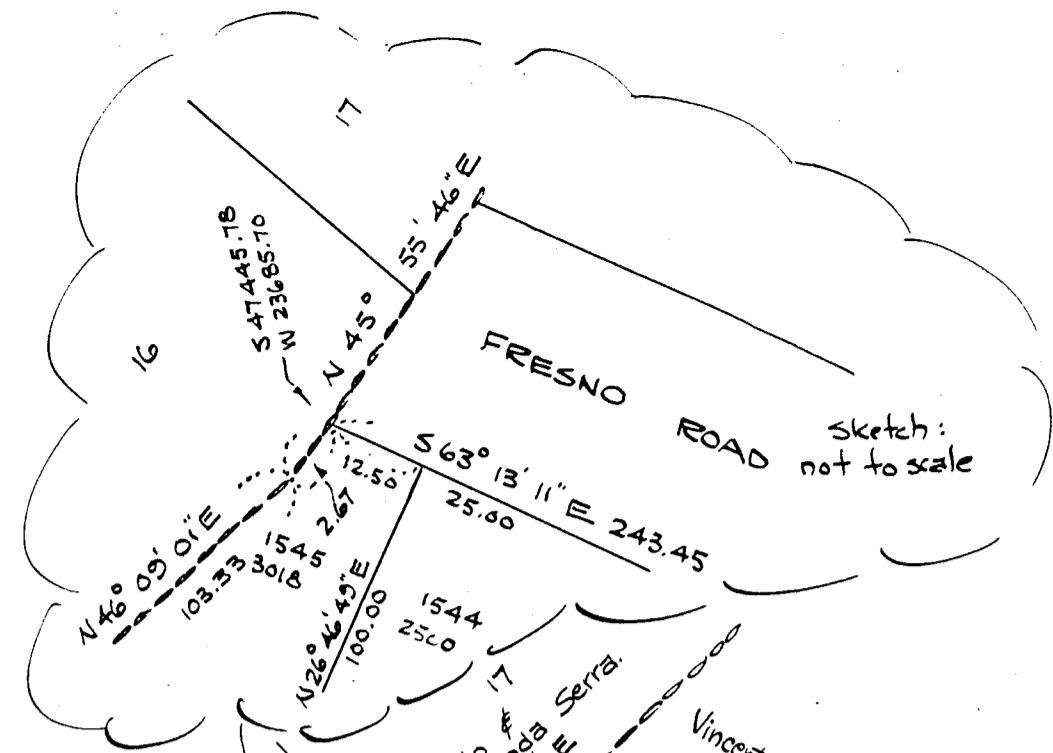 17
N 45° 55' 46" E
S 47445.78
W 23685.70
16
FRESNO ROAD
Sketch:
not to scale
S 63° 13' 11" E 243.45
12.50
25.00
2.67
N 46° 09' 01" E
103.33
1545
3018
N 26° 46' 49" E
100.00
1544
2500
17
&
Serra.